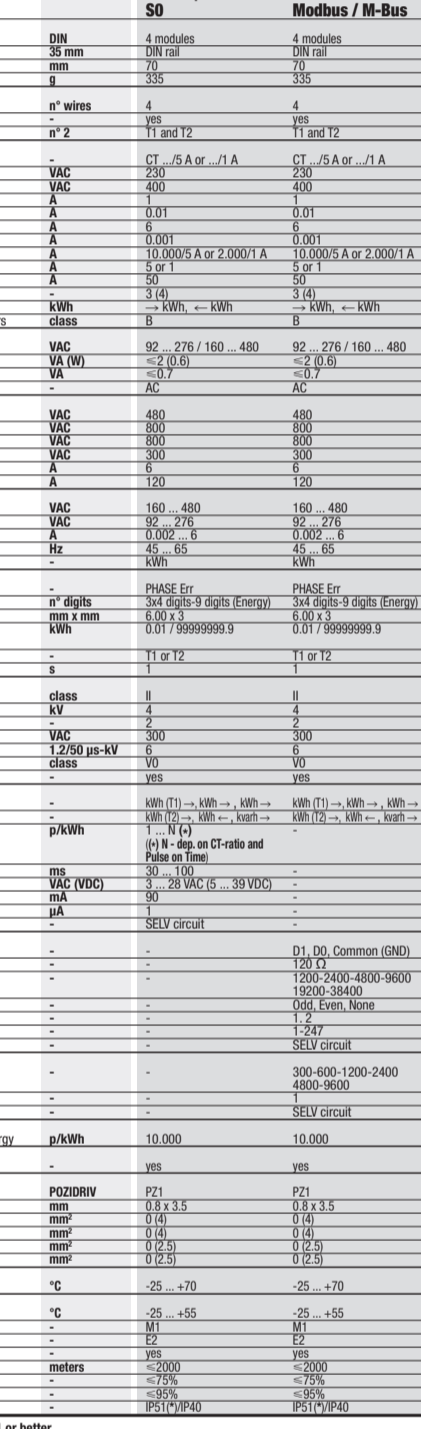 S0 Modbus / M-Bus
DIN 4 modules 4 modules
35 mm DIN rail DIN rail
mm 70 70
g 335 335
n° wires 4 4
- yes yes
n° 2 T1 and T2 T1 and T2
- CT .../5 A or .../1 A CT .../5 A or .../1 A
VAC 230 230
VAC 400 400
A 1 1
A 0.01 0.01
A 6 6
A 0.001 0.001
A 10.000/5 A or 2.000/1 A 10.000/5 A or 2.000/1 A
A 5 or 1 5 or 1
A 50 50
- 3 (4) 3 (4)
kWh → kWh, ← kWh → kWh, ← kWh
rs class B B
VAC 92 ... 276 / 160 ... 480 92 ... 276 / 160 ... 480
VA (W) ≤2 (0.6) ≤2 (0.6)
VA ≤0.7 ≤0.7
- AC AC
VAC 480 480
VAC 800 800
VAC 800 800
VAC 300 300
A 6 6
A 120 120
VAC 160 ... 480 160 ... 480
VAC 92 ... 276 92 ... 276
A 0.002 ... 6 0.002 ... 6
Hz 45 ... 65 45 ... 65
- kWh kWh
- PHASE Err PHASE Err
n° digits 3x4 digits-9 digits (Energy) 3x4 digits-9 digits (Energy)
mm x mm 6.00 x 3 6.00 x 3
kWh 0.01 / 99999999.9 0.01 / 99999999.9
- T1 or T2 T1 or T2
s 1 1
class II II
kV 4 4
- 2 2
VAC 300 300
1.2/50 µs-kV 6 6
class V0 V0
- yes yes
- kWh (T1) →, kWh → , kWh → kWh (T1) →, kWh → , kWh →
- kWh (T2) →, kWh ← , kvarh → kWh (T2) →, kWh ← , kvarh →
p/kWh 1 ... N (*) -
((*) N - dep. on CT-ratio and
Pulse on Time)
ms 30 ... 100 -
VAC (VDC) 3 ... 28 VAC (5 ... 39 VDC) -
mA 90 -
µA 1 -
- SELV circuit -
- - D1, D0, Common (GND)
- - 120 Ω
- - 1200-2400-4800-9600
19200-38400
- - Odd, Even, None
- - 1. 2
- - 1-247
- - SELV circuit
- - 300-600-1200-2400
4800-9600
- - 1
- - SELV circuit
rgy p/kWh 10.000 10.000
- yes yes
POZIDRIV PZ1 PZ1
mm 0.8 x 3.5 0.8 x 3.5
mm² 0 (4) 0 (4)
mm² 0 (4) 0 (4)
mm² 0 (2.5) 0 (2.5)
mm² 0 (2.5) 0 (2.5)
°C -25 ... +70 -25 ... +70
°C -25 ... +55 -25 ... +55
- M1 M1
- E2 E2
- yes yes
meters ≤2000 ≤2000
- ≤75% ≤75%
- ≤95% ≤95%
- IP51(*)/IP40 IP51(*)/IP40
or better